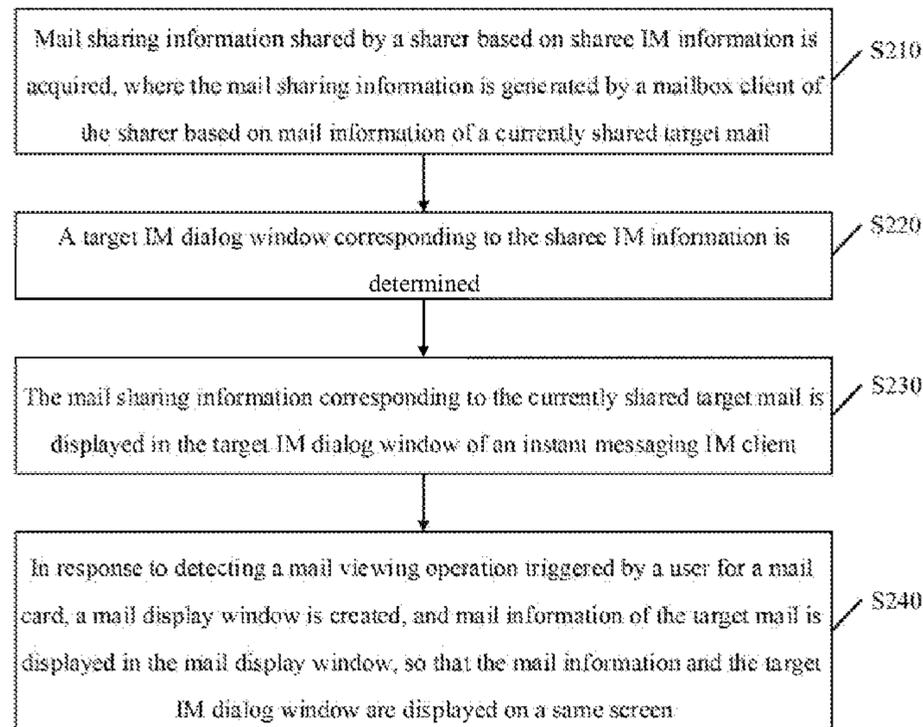 Mail sharing information shared by a sharer based on sharee IM information is
acquired, where the mail sharing information is generated by a mailbox client of
the sharer based on mail information of a currently shared target mail
S210
A target IM dialog window corresponding to the sharee IM information is
determined
S220
The mail sharing information corresponding to the currently shared target mail is
displayed in the target IM dialog window of an instant messaging IM client
S230
In response to detecting a mail viewing operation triggered by a user for a mail
card, a mail display window is created, and mail information of the target mail is
displayed in the mail display window, so that the mail information and the target
IM dialog window are displayed on a same screen
S240